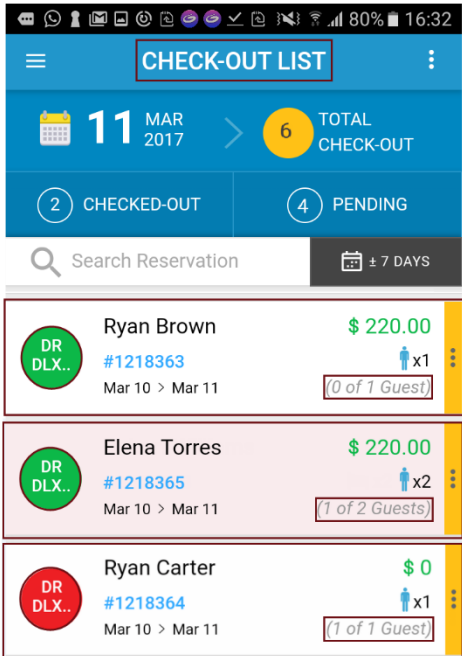 80% 16:32
CHECK-OUT LIST
11 MAR 2017
6 TOTAL CHECK-OUT
2 CHECKED-OUT
4 PENDING
Search Reservation
± 7 DAYS
DR DLX..
Ryan Brown
$ 220.00
#1218363
x1
Mar 10 > Mar 11
(0 of 1 Guest)
DR DLX..
Elena Torres
$ 220.00
#1218365
x2
Mar 10 > Mar 11
(1 of 2 Guests)
DR DLX..
Ryan Carter
$ 0
#1218364
x1
Mar 10 > Mar 11
(1 of 1 Guest)